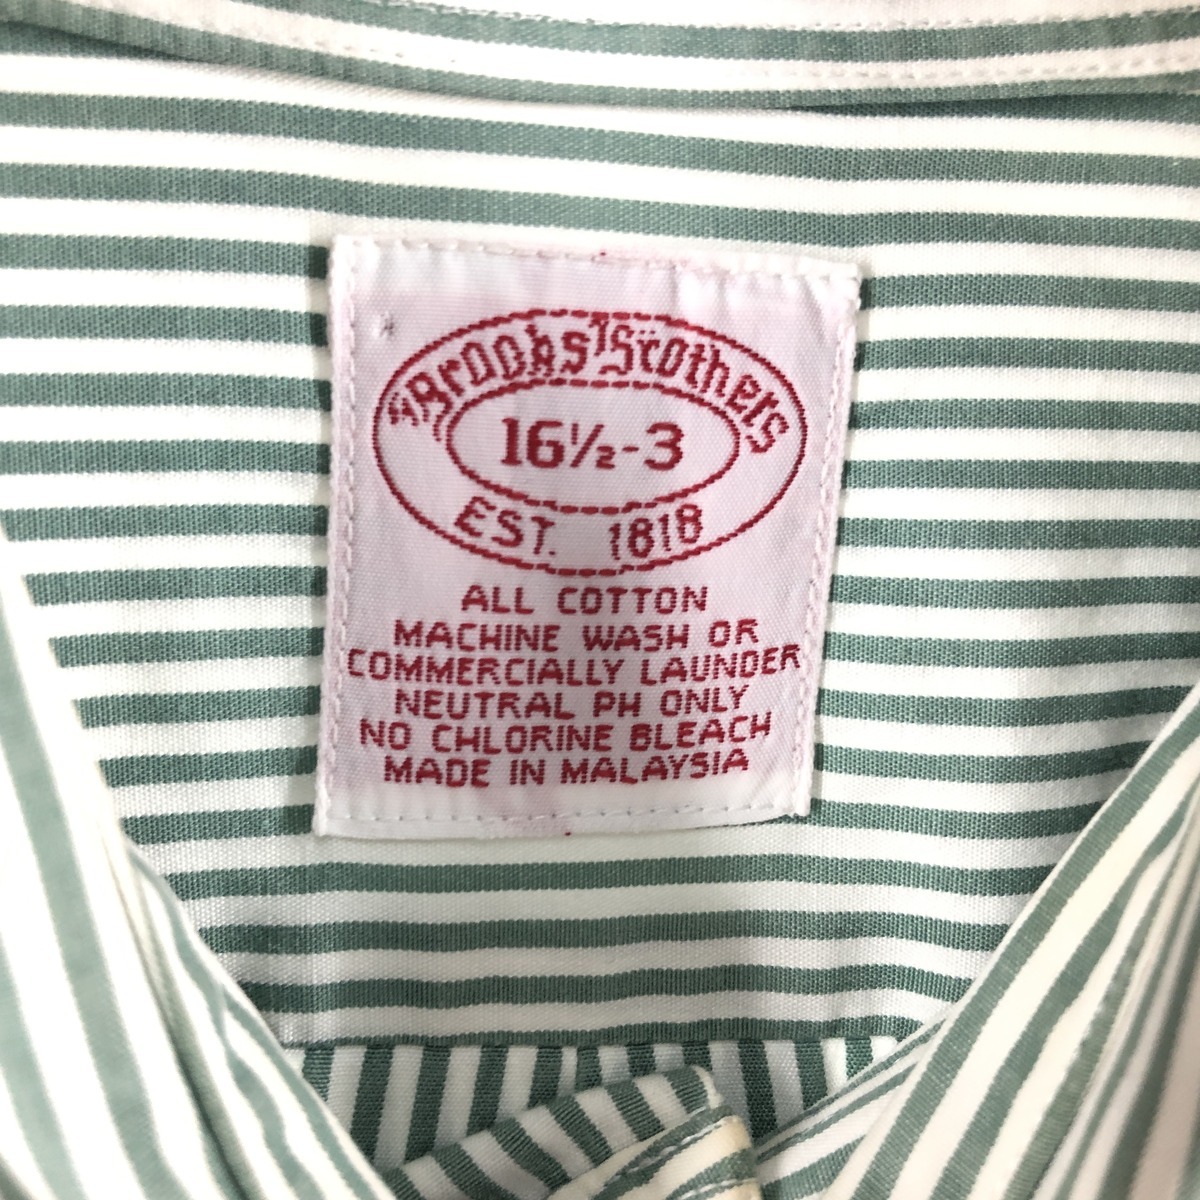 Brooks Brothers
16½-3
EST. 1818
ALL COTTON
MACHINE WASH OR
COMMERCIALLY LAUNDER
NEUTRAL PH ONLY
NO CHLORINE BLEACH
MADE IN MALAYSIA